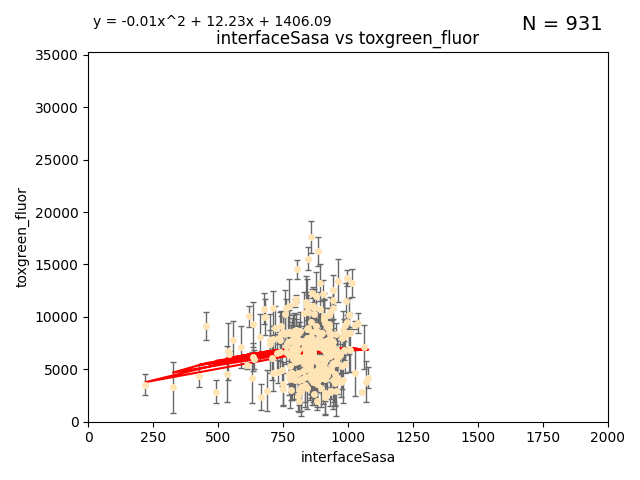 y = -0.01x^2 + 12.23x + 1406.09
N = 931
interfaceSasa vs toxgreen_fluor
35000
30000
25000
20000
15000
10000
5000
0
toxgreen_fluor
0 250 500 750 1000 1250 1500 1750 2000
interfaceSasa